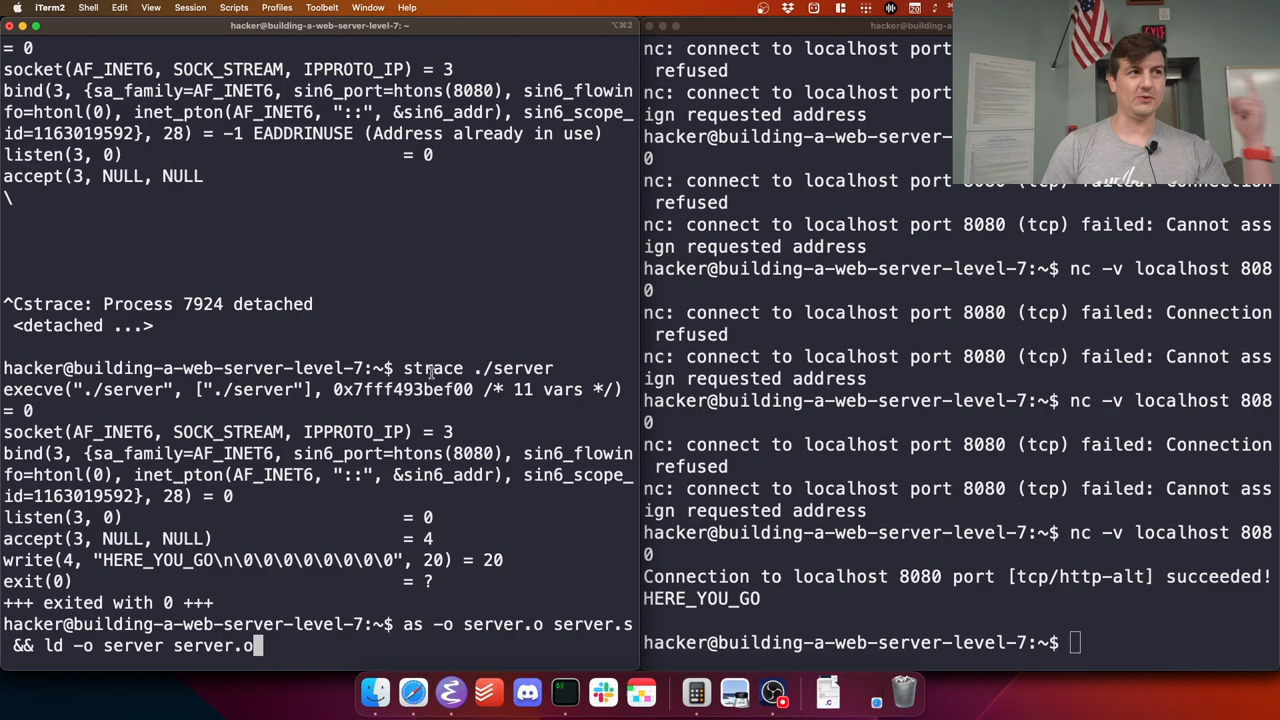 iTerm2 Shell Edit View Session Scripts Profiles Toolbelt Window Help
hacker@building-a-web-server-level-7: ~
⌥⌘2
= 0
socket(AF_INET6, SOCK_STREAM, IPPROTO_IP) = 3
bind(3, {sa_family=AF_INET6, sin6_port=htons(8080), sin6_flowin
fo=htonl(0), inet_pton(AF_INET6, "::", &sin6_addr), sin6_scope_
id=1163019592}, 28) = -1 EADDRINUSE (Address already in use)
listen(3, 0) = 0
accept(3, NULL, NULL
\
^Cstrace: Process 7924 detached
<detached ...>
hacker@building-a-web-server-level-7:~$ strace ./server
execve("./server", ["./server"], 0x7fff493bef00 /* 11 vars */)
= 0
socket(AF_INET6, SOCK_STREAM, IPPROTO_IP) = 3
bind(3, {sa_family=AF_INET6, sin6_port=htons(8080), sin6_flowin
fo=htonl(0), inet_pton(AF_INET6, "::", &sin6_addr), sin6_scope_
id=1163019592}, 28) = 0
listen(3, 0) = 0
accept(3, NULL, NULL) = 4
write(4, "HERE_YOU_GO\n\0\0\0\0\0\0\0\0", 20) = 20
exit(0) = ?
+++ exited with 0 +++
hacker@building-a-web-server-level-7:~$ as -o server.o server.s
&& ld -o server server.o
hacker@building-a-we
nc: connect to localhost port
refused
nc: connect to localhost port
ign requested address
hacker@building-a-web-server-
0
nc: connect to localhost port 8080 (tcp) failed: Connection
refused
nc: connect to localhost port 8080 (tcp) failed: Cannot ass
ign requested address
hacker@building-a-web-server-level-7:~$ nc -v localhost 808
0
nc: connect to localhost port 8080 (tcp) failed: Connection
refused
nc: connect to localhost port 8080 (tcp) failed: Cannot ass
ign requested address
hacker@building-a-web-server-level-7:~$ nc -v localhost 808
0
nc: connect to localhost port 8080 (tcp) failed: Connection
refused
nc: connect to localhost port 8080 (tcp) failed: Cannot ass
ign requested address
hacker@building-a-web-server-level-7:~$ nc -v localhost 808
0
Connection to localhost 8080 port [tcp/http-alt] succeeded!
HERE_YOU_GO
hacker@building-a-web-server-level-7:~$
EXIT